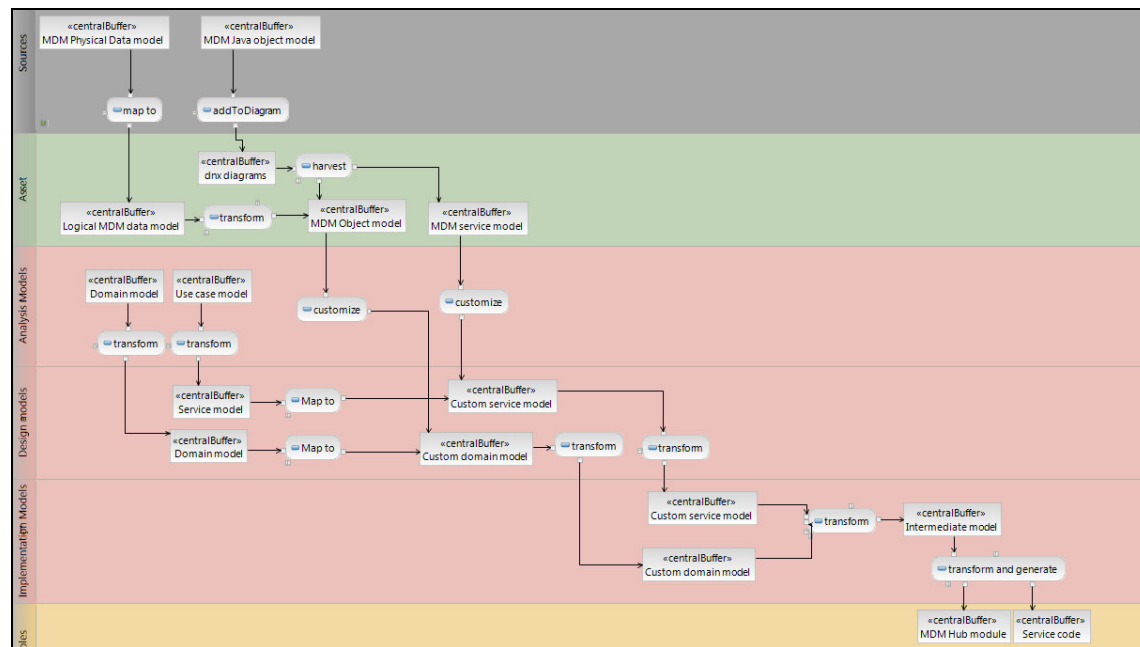 Sources
«centralBuffer»
MDM Physical Data model
«centralBuffer»
MDM Java object model
map to
addToDiagram
Asset
«centralBuffer»
dnx diagrams
harvest
«centralBuffer»
Logical MDM data model
transform
«centralBuffer»
MDM Object model
«centralBuffer»
MDM service model
Analysis Models
«centralBuffer»
Domain model
«centralBuffer»
Use case model
customize
customize
transform
transform
Design models
«centralBuffer»
Service model
Map to
«centralBuffer»
Custom service model
«centralBuffer»
Domain model
Map to
«centralBuffer»
Custom domain model
transform
transform
Implementation Models
«centralBuffer»
Custom service model
transform
«centralBuffer»
Intermediate model
«centralBuffer»
Custom domain model
transform and generate
«centralBuffer»
MDM Hub module
«centralBuffer»
Service code